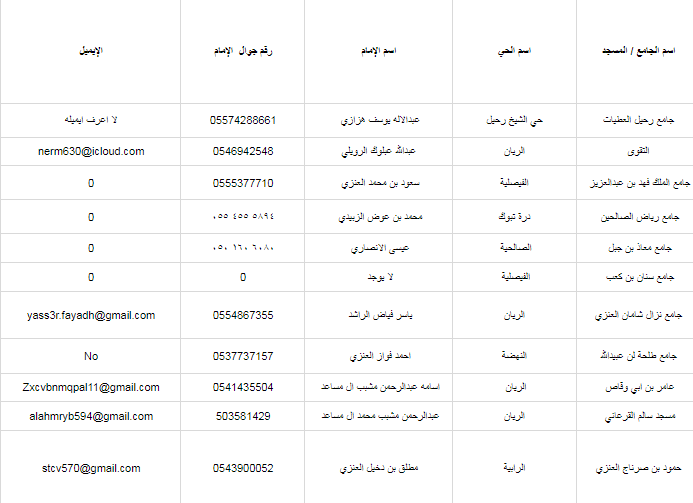 اسم الجامع / المسجد اسم الحي اسم الإمام رقم جوال الإمام الإيميل
جامع رحيل العطيات حي الشيخ رحيل عبدالاله يوسف هزازي 05574288661 لا اعرف ايميله
التقوى الريان عبدالله عبلوك الرويلي 0546942548 nerm630@icloud.com
جامع الملك فهد بن عبدالعزيز الفيصلية سعود بن محمد العنزي 0555377710 0
جامع رياض الصالحين درة تبوك محمد بن عوض الزبيدي ٠٥٥ ٤٥٥ ٥٨٩٤ 0
جامع معاذ بن جبل الصالحية عيسى الانصاري ٠٥٠ ١٦٠ ٦٠٨٠ 0
جامع سنان بن كعب الفيصلية لا يوجد 0 0
جامع نزال شامان العنزي الريان ياسر فياض الراشد 0554867355 yass3r.fayadh@gmail.com
جامع طلحة لن عبيدالله النهضة احمد فواز العنزي 0537737157 No
عامر بن ابي وقاص الريان اسامه عبدالرحمن مشبب ال مساعد 0541435504 Zxcvbnmqpal11@gmail.com
مسجد سالم القرعاني الريان عبدالرحمن مشبب محمد ال مساعد 503581429 alahmryb594@gmail.com
حمود بن صرناج العنزي الرابية مطلق بن دخيل العنزي 0543900052 stcv570@gmail.com